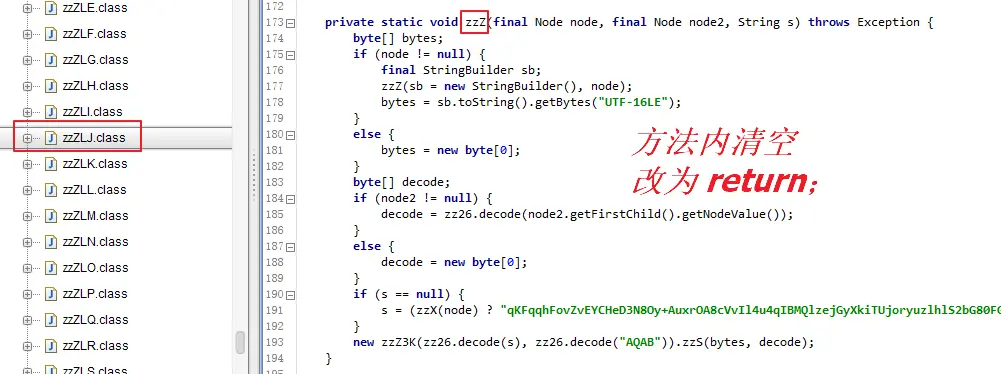 zzZLE.class
zzZLF.class
zzZLG.class
zzZLH.class
zzZLI.class
zzZLJ.class
zzZLK.class
zzZLL.class
zzZLM.class
zzZLN.class
zzZLO.class
zzZLP.class
zzZLQ.class
zzZLR.class
zzZLS.class
172
173 private static void zzZ(final Node node, final Node node2, String s) throws Exception {
174 byte[] bytes;
175 if (node != null) {
176 final StringBuilder sb;
177 zzZ(sb = new StringBuilder(), node);
178 bytes = sb.toString().getBytes("UTF-16LE");
179 }
180 else {
181 bytes = new byte[0];
182 }
183 byte[] decode;
184 if (node2 != null) {
185 decode = zz26.decode(node2.getFirstChild().getNodeValue());
186 }
187 else {
188 decode = new byte[0];
189 }
190 if (s == null) {
191 s = (zzX(node) ? "qKFqqhFovZvEYCHeD3N8Oy+AuxrOA8cVvIl4u4qIBMQlzejGyXkiTUjoryuzlhlS2bG80F
192 }
193 new zzZ3K(zz26.decode(s), zz26.decode("AQAB")).zzS(bytes, decode);
194 }
方法内清空
改为 return;